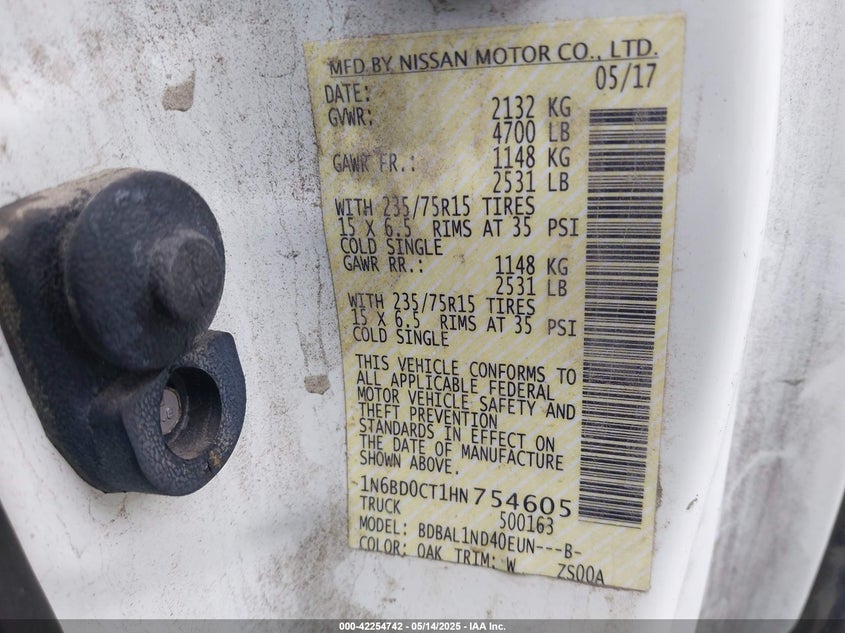 MFD BY NISSAN MOTOR CO., LTD.
DATE: 05/17
GVWR: 2132 KG
4700 LB
GAWR FR.: 1148 KG
2531 LB
WITH 235/75R15 TIRES
15 X 6.5 RIMS AT 35 PSI
COLD SINGLE
GAWR RR.: 1148 KG
2531 LB
WITH 235/75R15 TIRES
15 X 6.5 RIMS AT 35 PSI
COLD SINGLE
THIS VEHICLE CONFORMS TO
ALL APPLICABLE FEDERAL
MOTOR VEHICLE SAFETY AND
THEFT PREVENTION
STANDARDS IN EFFECT ON
THE DATE OF MANUFACTURE
SHOWN ABOVE.
1N6BD0CT1HN754605
TRUCK 500163
MODEL: BDBAL1ND40EUN---B-
COLOR: QAK TRIM: W ZS00A
000-42254742 - 05/14/2025 - IAA Inc.